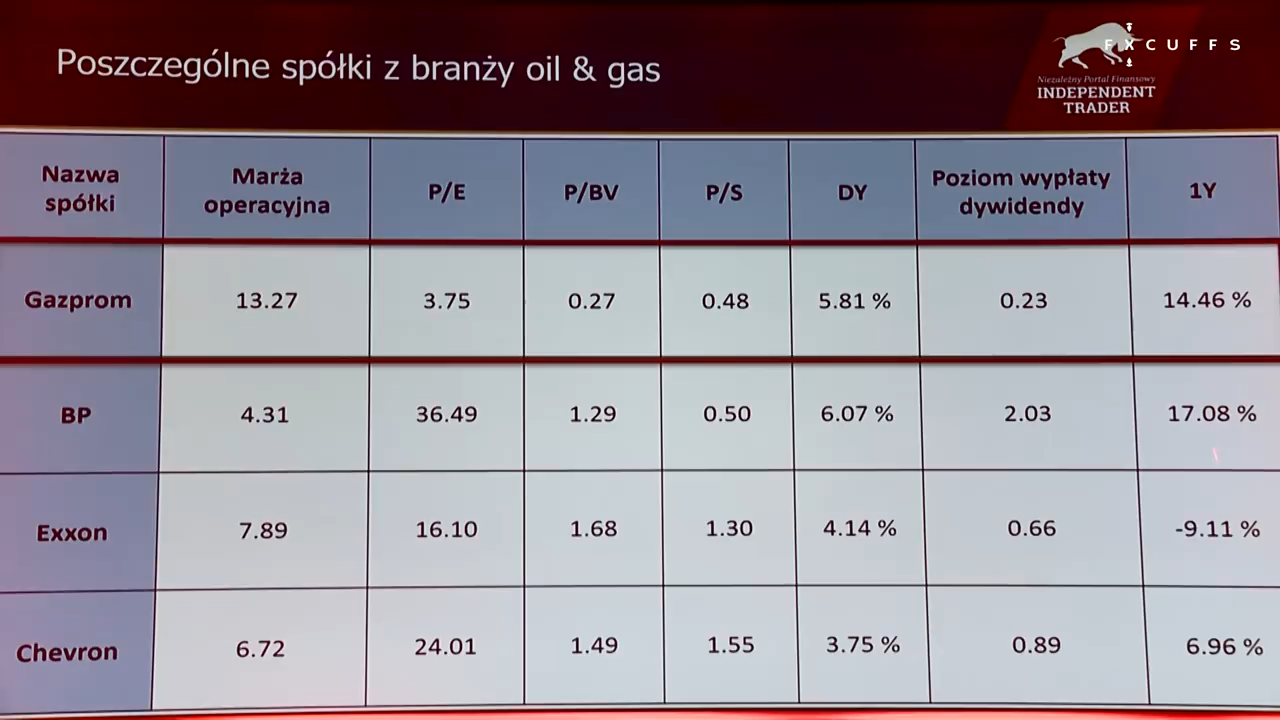 Poszczególne spółki z branży oil & gas
FXCUFFS
Niezależny Portal Finansowy
INDEPENDENT
TRADER
Nazwa spółki Marża operacyjna P/E P/BV P/S DY Poziom wypłaty dywidendy 1Y
Gazprom 13.27 3.75 0.27 0.48 5.81 % 0.23 14.46 %
BP 4.31 36.49 1.29 0.50 6.07 % 2.03 17.08 %
Exxon 7.89 16.10 1.68 1.30 4.14 % 0.66 -9.11 %
Chevron 6.72 24.01 1.49 1.55 3.75 % 0.89 6.96 %